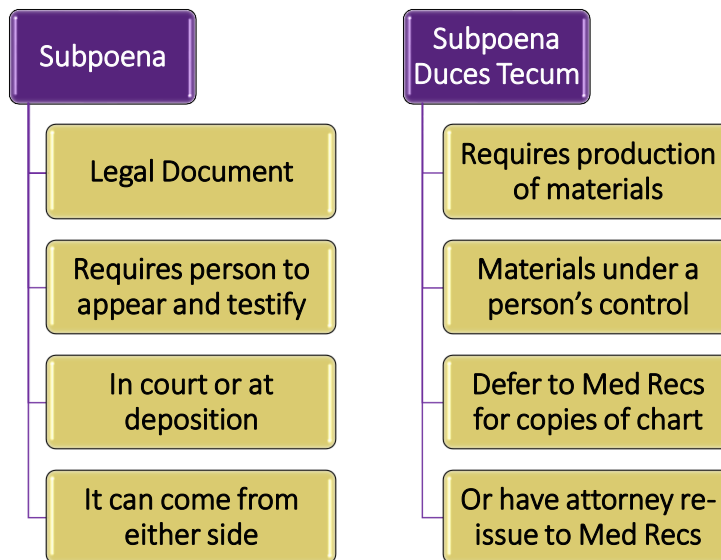 Subpoena
Legal Document
Requires person to
appear and testify
In court or at
deposition
It can come from
either side
Subpoena
Duces Tecum
Requires production
of materials
Materials under a
person’s control
Defer to Med Recs
for copies of chart
Or have attorney re-
issue to Med Recs